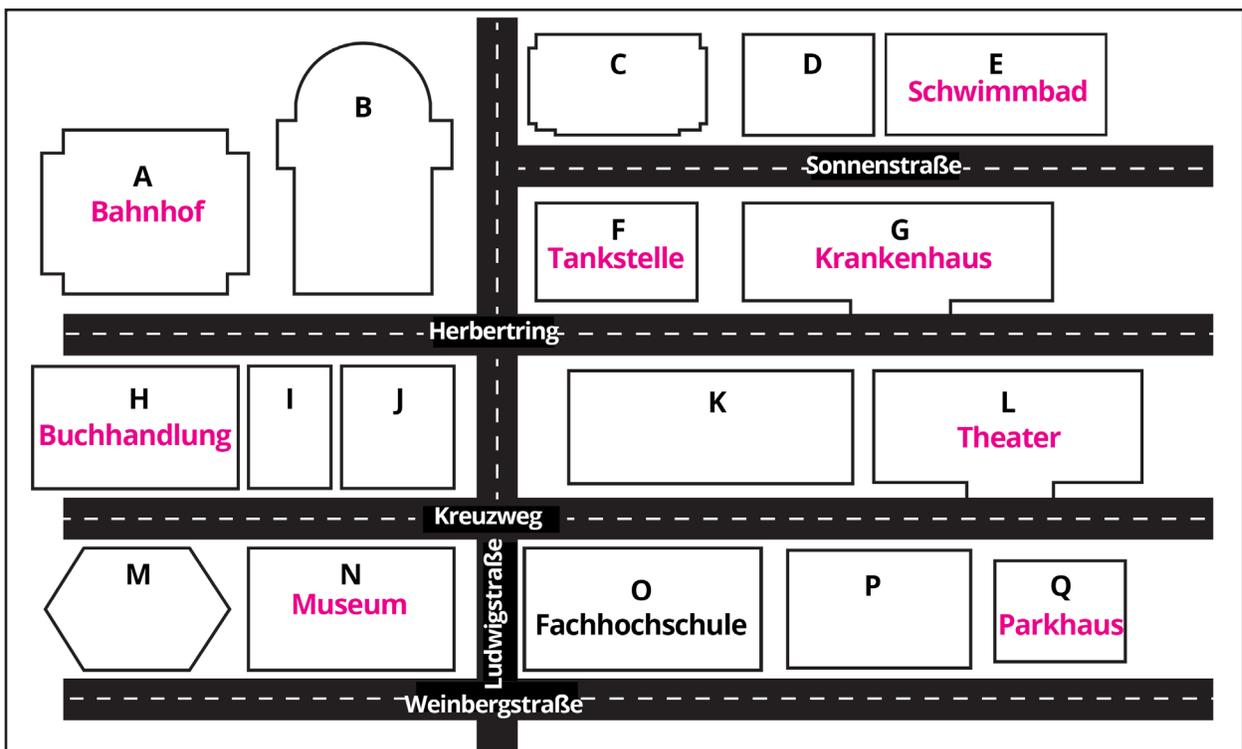 A
Bahnhof
B
C
D
E
Schwimmbad
Sonnenstraße
F
Tankstelle
G
Krankenhaus
Herbertring
H
Buchhandlung
I
J
K
L
Theater
Kreuzweg
Ludwigstraße
M
N
Museum
O
Fachhochschule
P
Q
Parkhaus
Weinbergstraße